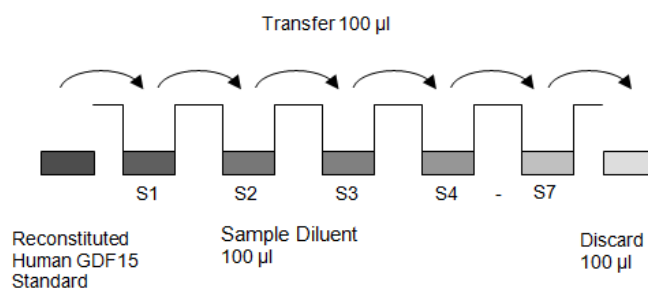 Transfer 100 µl
S1 S2 S3 S4 - S7
Reconstituted
Human GDF15
Standard
Sample Diluent
100 µl
Discard
100 µl